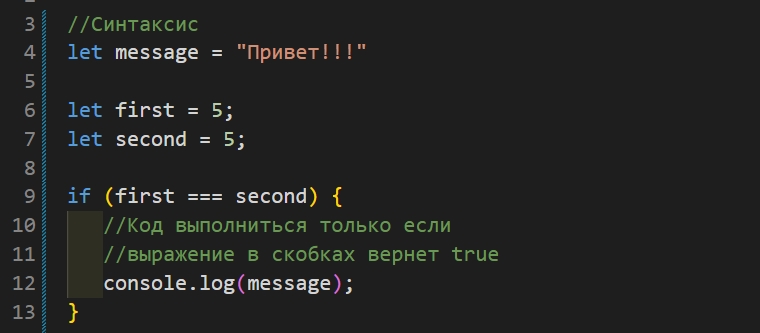 3 //Синтаксис
4 let message = "Привет!!!"
5
6 let first = 5;
7 let second = 5;
8
9 if (first === second) {
10 //Код выполниться только если
11 //выражение в скобках вернет true
12 console.log(message);
13 }